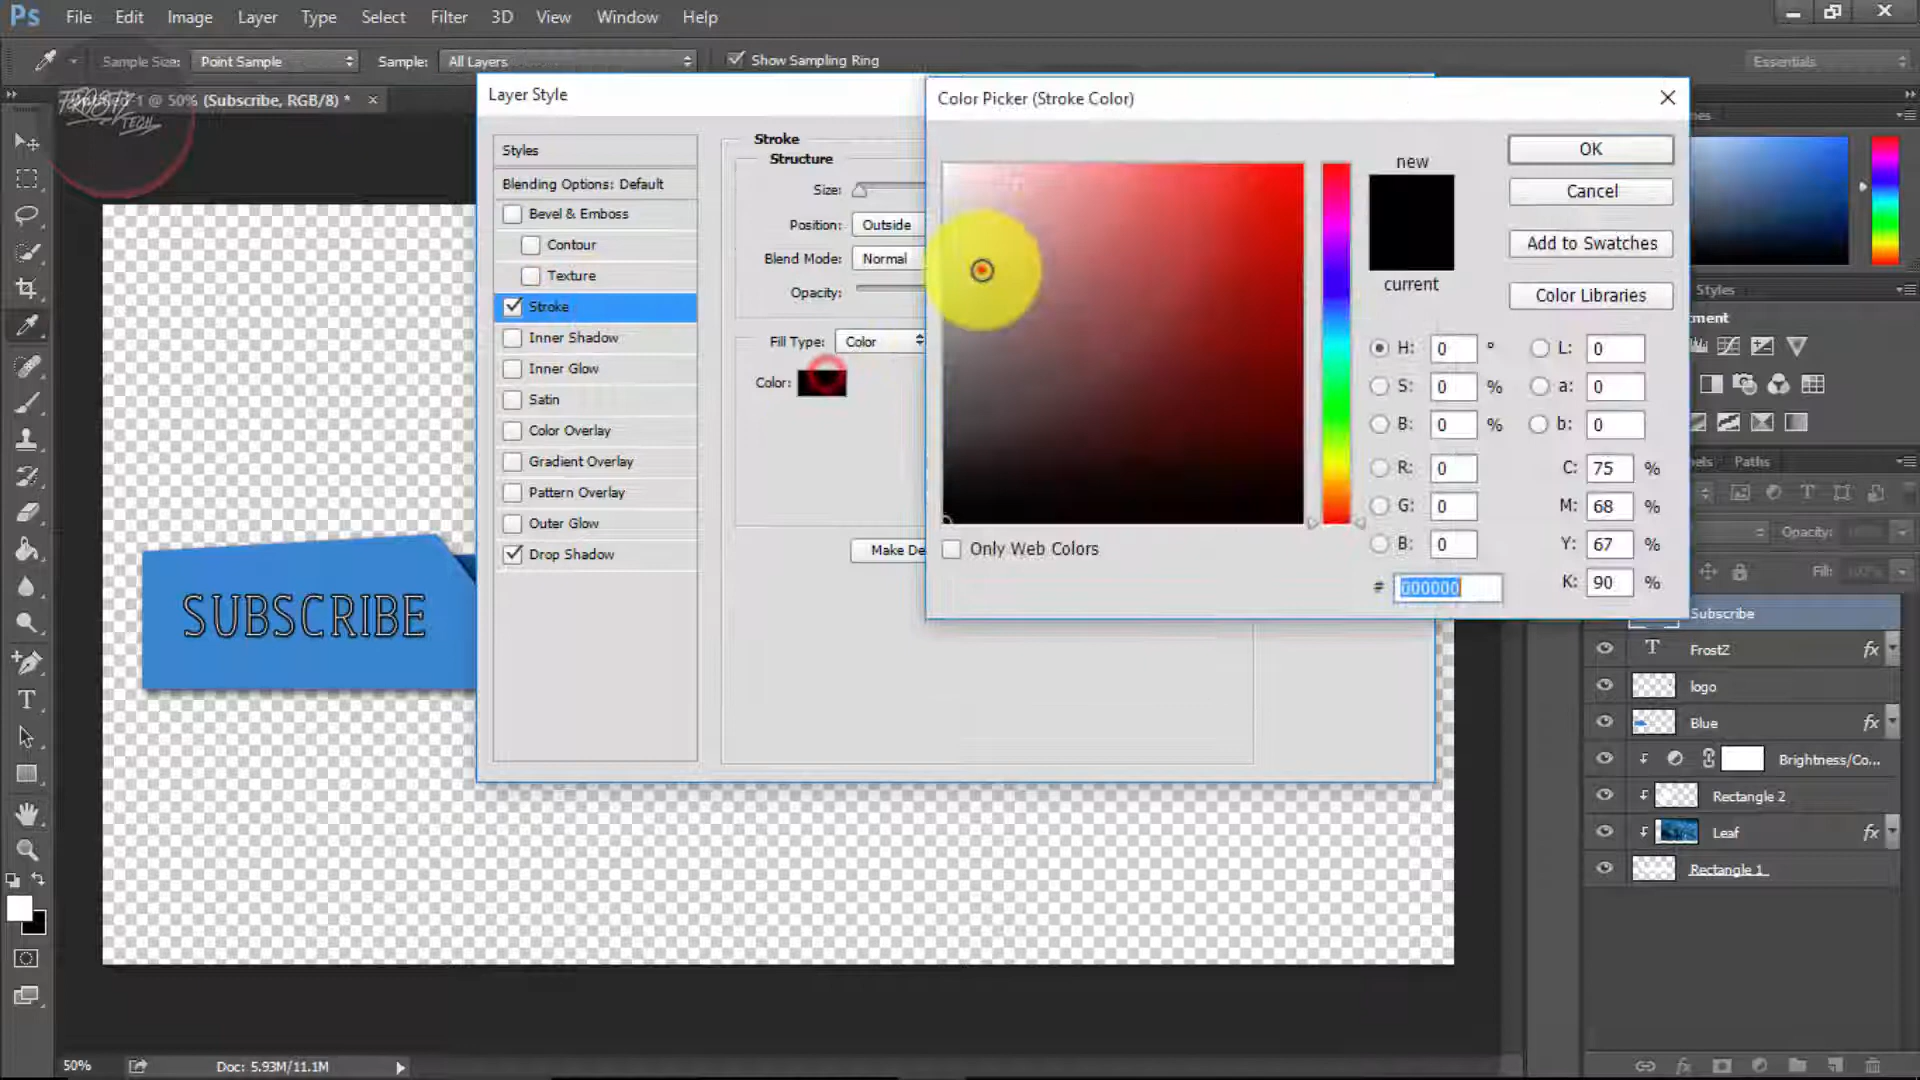 Ps File Edit Image Layer Type Select Filter 3D View Window Help
Sample Size: Point Sample Sample: All Layers Show Sampling Ring Essentials
@ 50% (Subscribe, RGB/8) * ×
TECH
Layer Style
Styles
Blending Options: Default
Bevel & Emboss
Contour
Texture
Stroke
Inner Shadow
Inner Glow
Satin
Color Overlay
Gradient Overlay
Pattern Overlay
Outer Glow
Drop Shadow
Stroke
Structure
Size:
Position: Outside
Blend Mode: Normal
Opacity:
Fill Type: Color
Color:
Make De
Color Picker (Stroke Color)
new
current
OK
Cancel
Add to Swatches
Color Libraries
H: 0 ° L: 0
S: 0 % a: 0
B: 0 % b: 0
R: 0 C: 75 %
G: 0 M: 68 %
B: 0 Y: 67 %
# 000000 K: 90 %
Only Web Colors
SUBSCRIBE
Styles
Paths
Opacity:
Fill: 100%
Subscribe
FrostZ fx
logo
Blue fx
Brightness/Co...
Rectangle 2
Leaf fx
Rectangle 1
50% Doc: 5.93M/11.1M